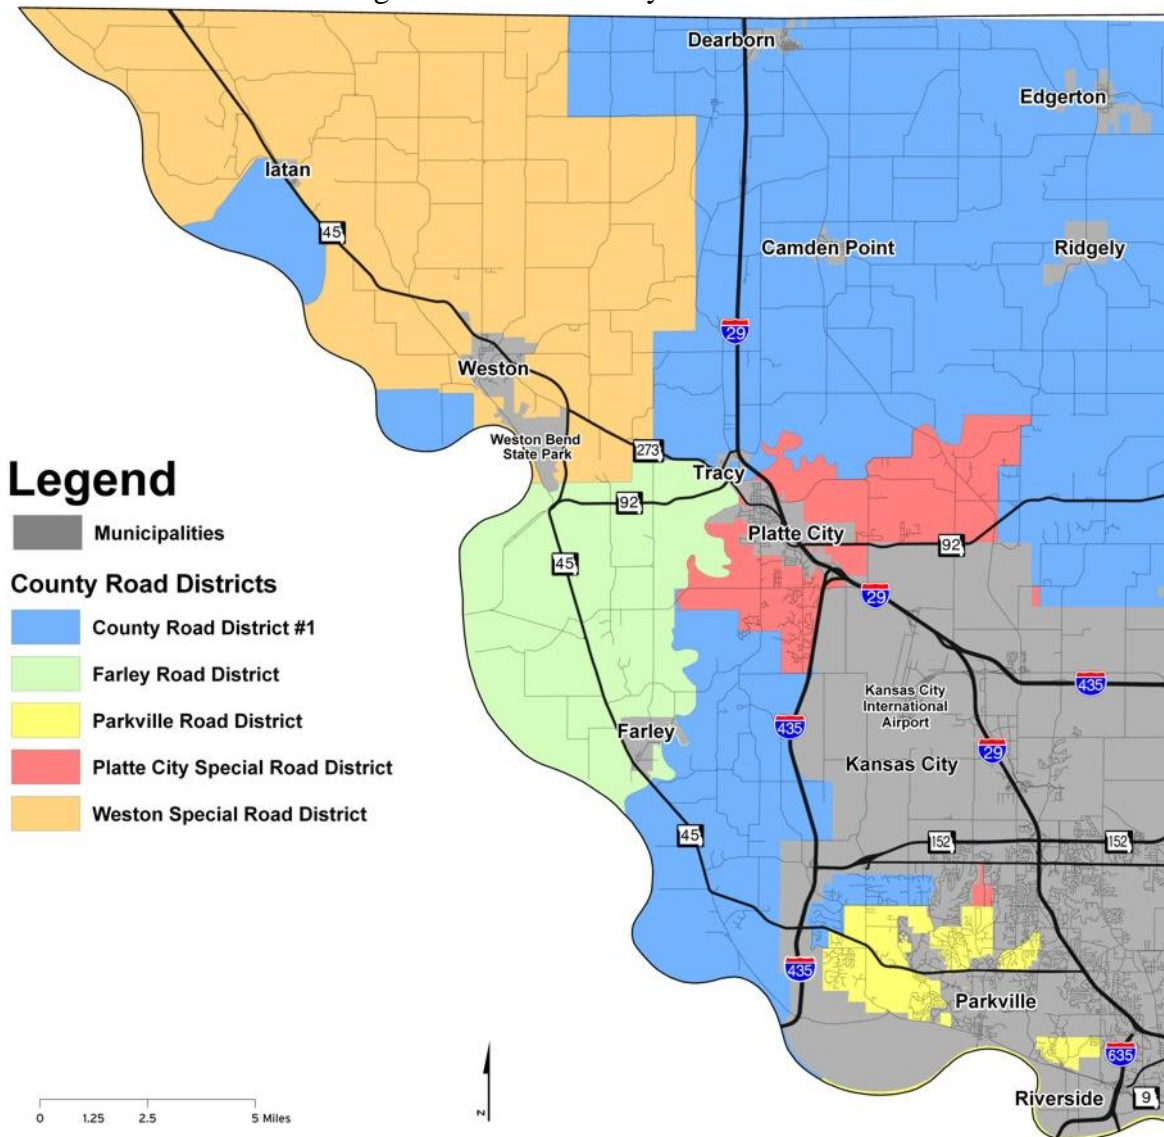 Dearborn
Edgerton
Iatan
45
Camden Point
Ridgely
29
Weston
Weston Bend
State Park
273
Tracy
92
Platte City
92
45
29
435
Kansas City
International
Airport
Farley
435
29
Kansas City
45
152
152
435
Parkville
635
Riverside
9
Legend
Municipalities
County Road Districts
County Road District #1
Farley Road District
Parkville Road District
Platte City Special Road District
Weston Special Road District
0 1.25 2.5 5 Miles
N